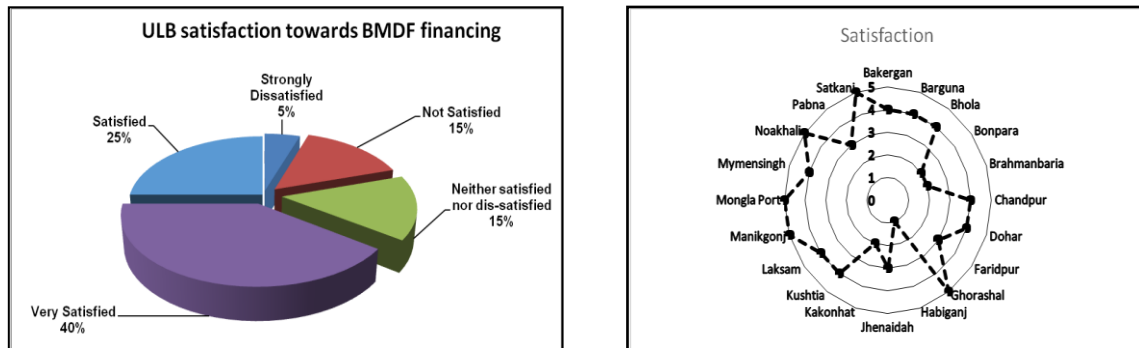 ULB satisfaction towards BMDF financing
Strongly
Dissatisfied
5%
Not Satisfied
15%
Neither satisfied
nor dis-satisfied
15%
Very Satisfied
40%
Satisfied
25%
Satisfaction
Bakergan
Barguna
Bhola
Bonpara
Brahmanbaria
Chandpur
Dohar
Faridpur
Ghorashal
Habiganj
Jhenaidah
Kakonhat
Kushtia
Laksam
Manikgonj
Mongla Port
Mymensingh
Noakhali
Pabna
Satkani
5
4
3
2
1
0